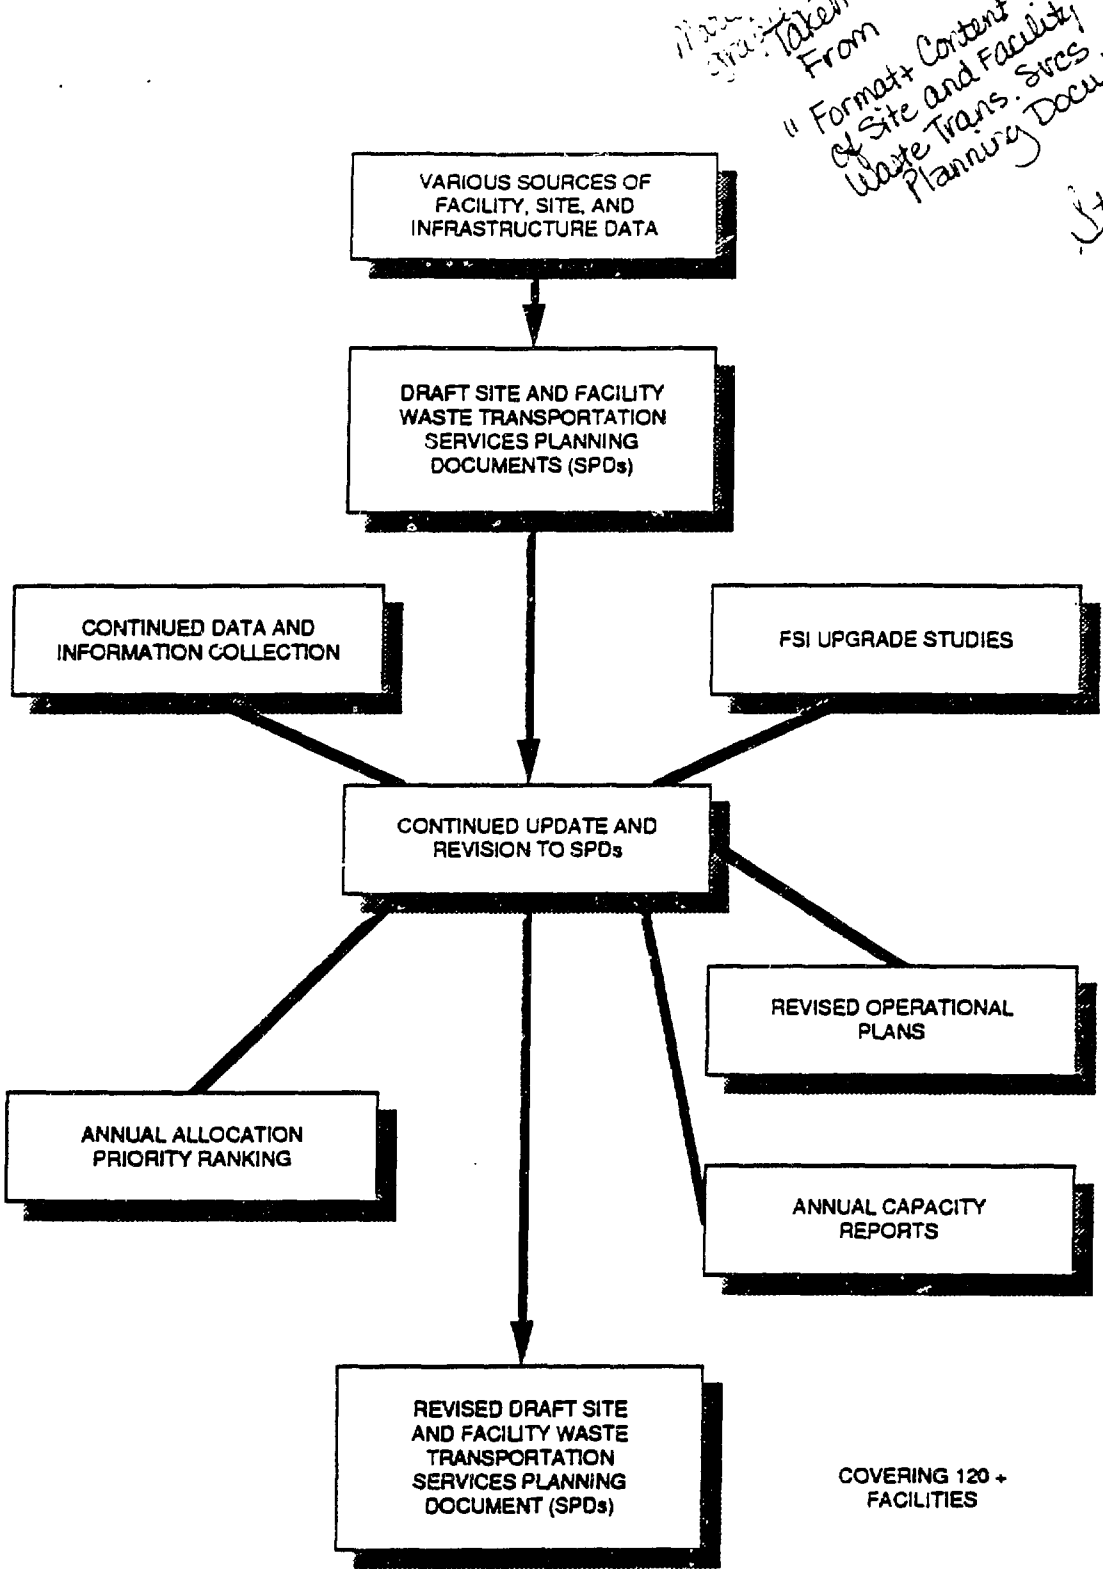 Taken
From
" Format + Content
of Site and Facility
Waste Trans. Svcs
Planning Docu
VARIOUS SOURCES OF
FACILITY, SITE, AND
INFRASTRUCTURE DATA
DRAFT SITE AND FACILITY
WASTE TRANSPORTATION
SERVICES PLANNING
DOCUMENTS (SPDs)
CONTINUED DATA AND
INFORMATION COLLECTION
FSI UPGRADE STUDIES
CONTINUED UPDATE AND
REVISION TO SPDs
REVISED OPERATIONAL
PLANS
ANNUAL ALLOCATION
PRIORITY RANKING
ANNUAL CAPACITY
REPORTS
REVISED DRAFT SITE
AND FACILITY WASTE
TRANSPORTATION
SERVICES PLANNING
DOCUMENT (SPDs)
COVERING 120 +
FACILITIES